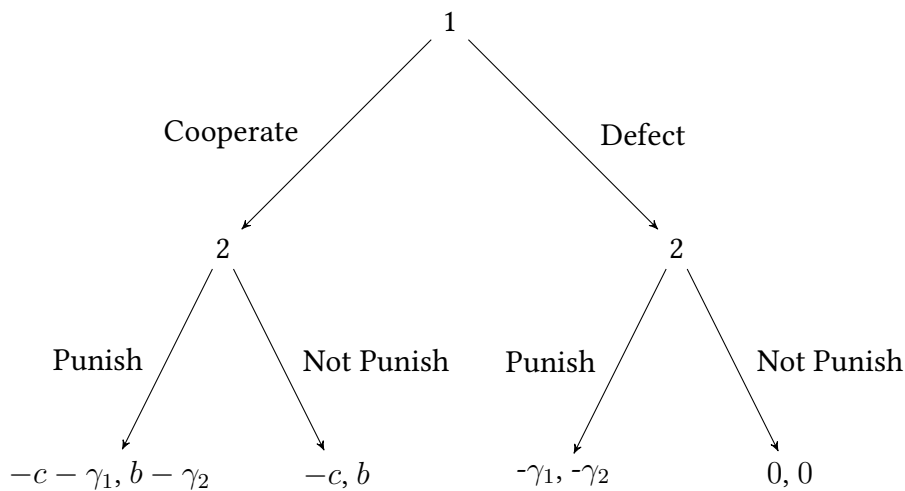 1
Cooperate
Defect
2
2
Punish
Not Punish
Punish
Not Punish
−c − γ₁, b − γ₂
−c, b
-γ₁, -γ₂
0, 0